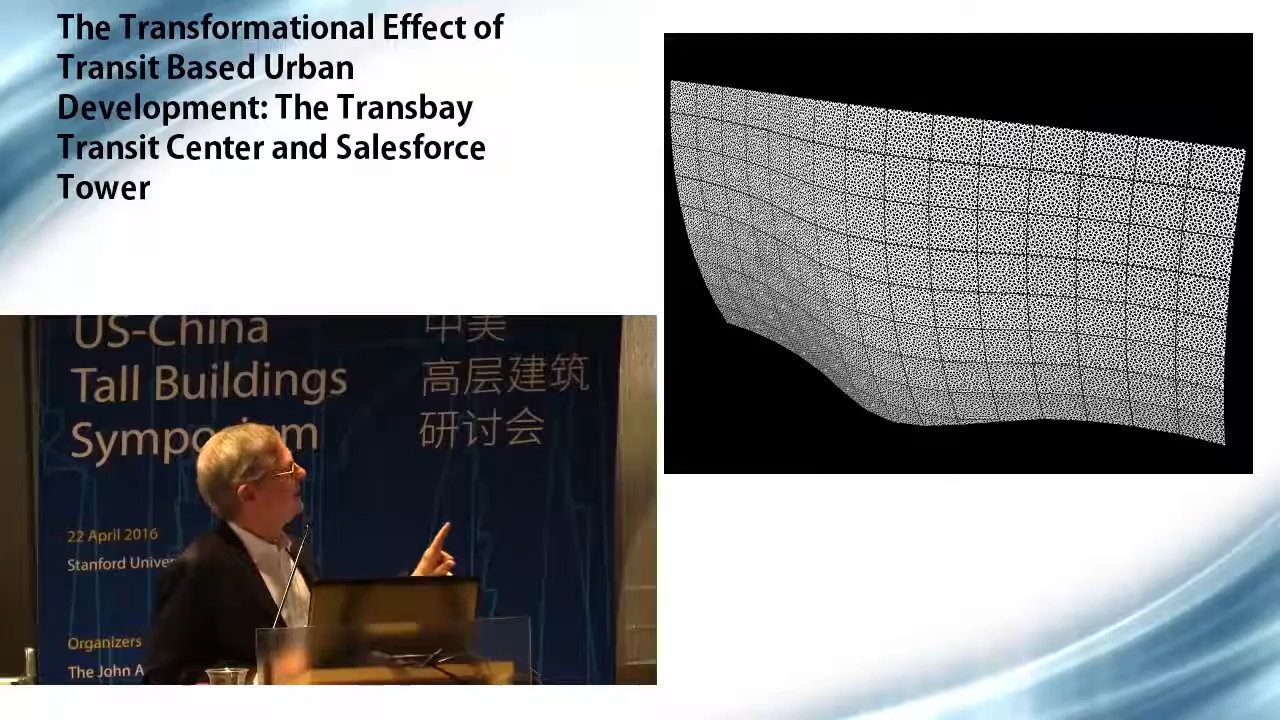 The Transformational Effect of
Transit Based Urban
Development: The Transbay
Transit Center and Salesforce
Tower
US-China
Tall Buildings
中美
高层建筑
研讨会
22 April 2016
Stanford
Organizers
The John A